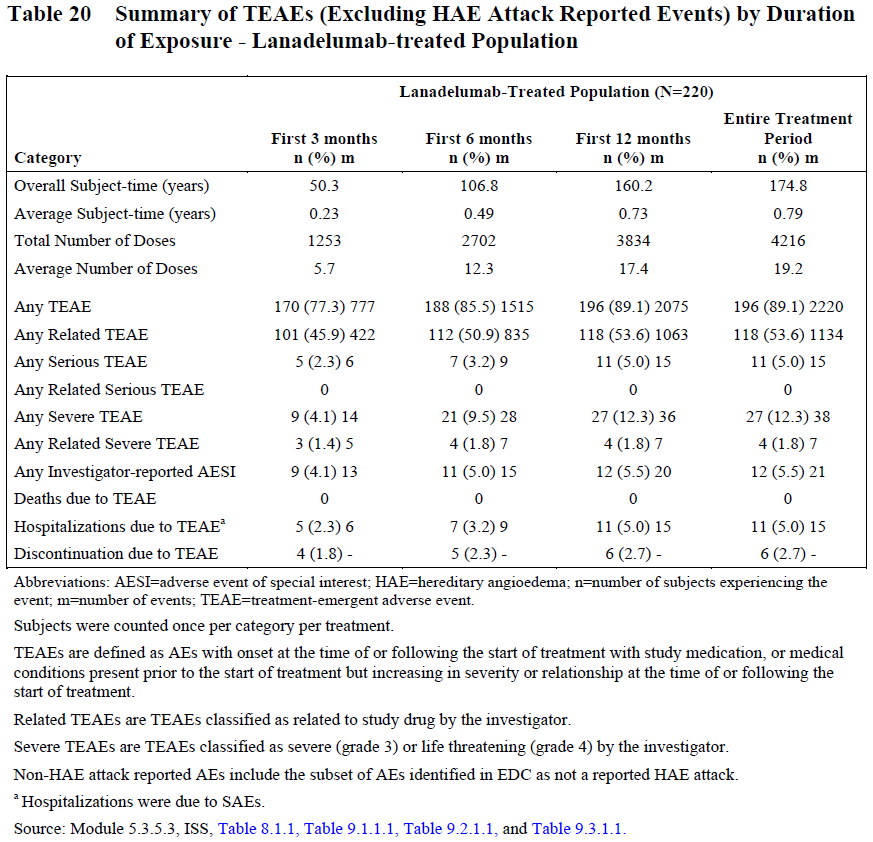 Table 20 Summary of TEAEs (Excluding HAE Attack Reported Events) by Duration
of Exposure - Lanadelumab-treated Population
Lanadelumab-Treated Population (N=220)
Category
First 3 months
n (%) m
First 6 months
n (%) m
First 12 months
n (%) m
Entire Treatment
Period
n (%) m
Overall Subject-time (years) 50.3 106.8 160.2 174.8
Average Subject-time (years) 0.23 0.49 0.73 0.79
Total Number of Doses 1253 2702 3834 4216
Average Number of Doses 5.7 12.3 17.4 19.2
Any TEAE 170 (77.3) 777 188 (85.5) 1515 196 (89.1) 2075 196 (89.1) 2220
Any Related TEAE 101 (45.9) 422 112 (50.9) 835 118 (53.6) 1063 118 (53.6) 1134
Any Serious TEAE 5 (2.3) 6 7 (3.2) 9 11 (5.0) 15 11 (5.0) 15
Any Related Serious TEAE 0 0 0 0
Any Severe TEAE 9 (4.1) 14 21 (9.5) 28 27 (12.3) 36 27 (12.3) 38
Any Related Severe TEAE 3 (1.4) 5 4 (1.8) 7 4 (1.8) 7 4 (1.8) 7
Any Investigator-reported AESI 9 (4.1) 13 11 (5.0) 15 12 (5.5) 20 12 (5.5) 21
Deaths due to TEAE 0 0 0 0
Hospitalizations due to TEAEa 5 (2.3) 6 7 (3.2) 9 11 (5.0) 15 11 (5.0) 15
Discontinuation due to TEAE 4 (1.8) - 5 (2.3) - 6 (2.7) - 6 (2.7) -
Abbreviations: AESI=adverse event of special interest; HAE=hereditary angioedema; n=number of subjects experiencing the
event; m=number of events; TEAE=treatment-emergent adverse event.
Subjects were counted once per category per treatment.
TEAEs are defined as AEs with onset at the time of or following the start of treatment with study medication, or medical
conditions present prior to the start of treatment but increasing in severity or relationship at the time of or following the
start of treatment.
Related TEAEs are TEAEs classified as related to study drug by the investigator.
Severe TEAEs are TEAEs classified as severe (grade 3) or life threatening (grade 4) by the investigator.
Non-HAE attack reported AEs include the subset of AEs identified in EDC as not a reported HAE attack.
a Hospitalizations were due to SAEs.
Source: Module 5.3.5.3, ISS, Table 8.1.1, Table 9.1.1.1, Table 9.2.1.1, and Table 9.3.1.1.